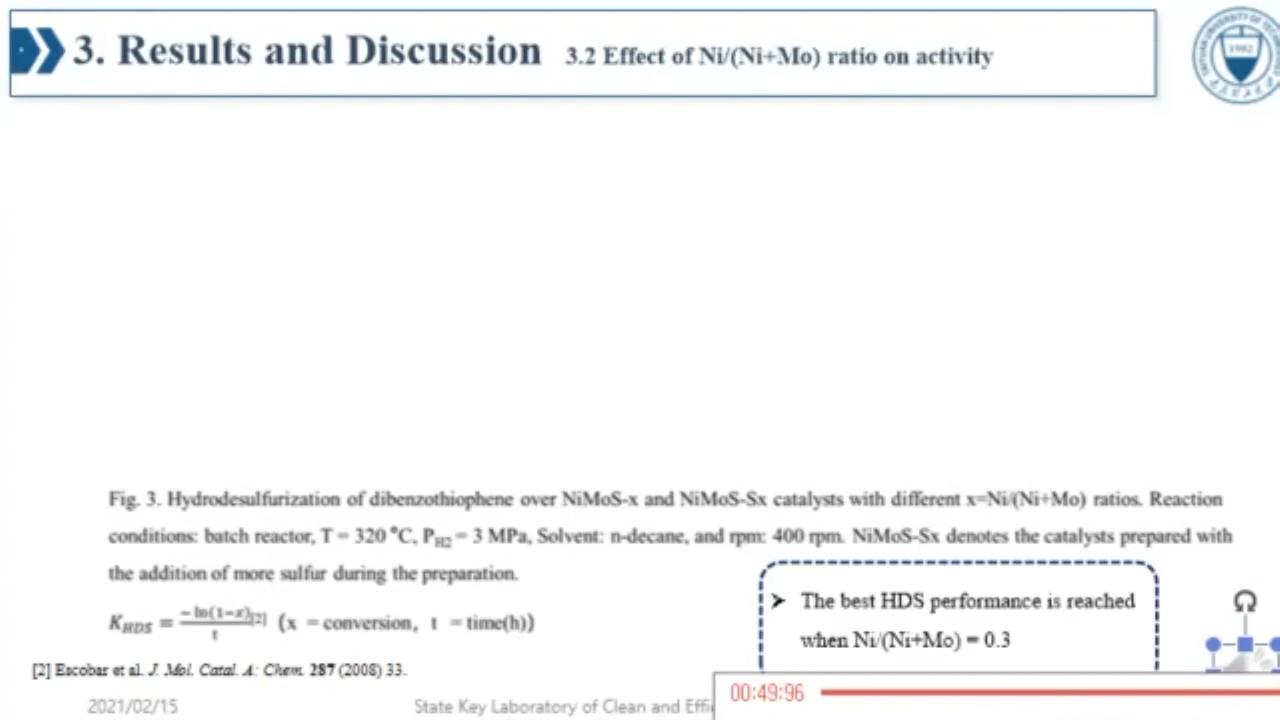 3. Results and Discussion 3.2 Effect of Ni/(Ni+Mo) ratio on activity
1902
Fig. 3. Hydrodesulfurization of dibenzothiophene over NiMoS-x and NiMoS-Sx catalysts with different x=Ni/(Ni+Mo) ratios. Reaction
conditions: batch reactor, T = 320 °C, P_H2 = 3 MPa, Solvent: n-decane, and rpm: 400 rpm. NiMoS-Sx denotes the catalysts prepared with
the addition of more sulfur during the preparation.
K_HDS = −ln(1−x)/t [2] (x = conversion, t = time(h))
➤ The best HDS performance is reached
when Ni/(Ni+Mo) = 0.3
[2] Escobar et al. J. Mol. Catal. A: Chem. 287 (2008) 33.
2021/02/15
State Key Laboratory of Clean and Effi
00:49:96